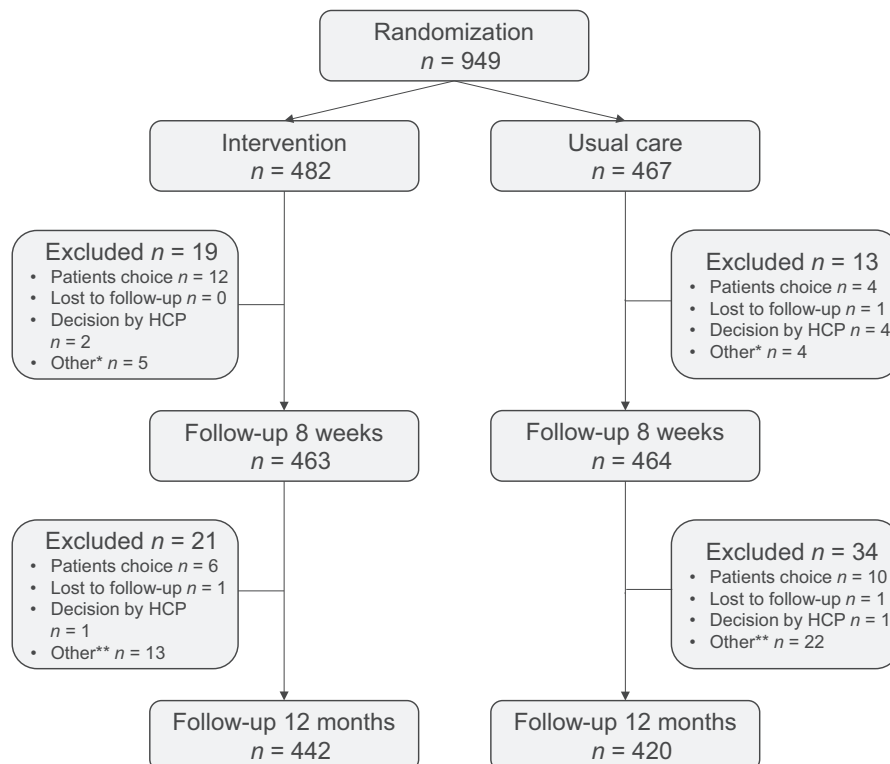 Randomization
n = 949
Intervention
n = 482
Usual care
n = 467
Excluded n = 19
• Patients choice n = 12
• Lost to follow-up n = 0
• Decision by HCP
n = 2
• Other* n = 5
Excluded n = 13
• Patients choice n = 4
• Lost to follow-up n = 1
• Decision by HCP n = 4
• Other* n = 4
Follow-up 8 weeks
n = 463
Follow-up 8 weeks
n = 464
Excluded n = 21
• Patients choice n = 6
• Lost to follow-up n = 1
• Decision by HCP
n = 1
• Other** n = 13
Excluded n = 34
• Patients choice n = 10
• Lost to follow-up n = 1
• Decision by HCP n = 1
• Other** n = 22
Follow-up 12 months
n = 442
Follow-up 12 months
n = 420